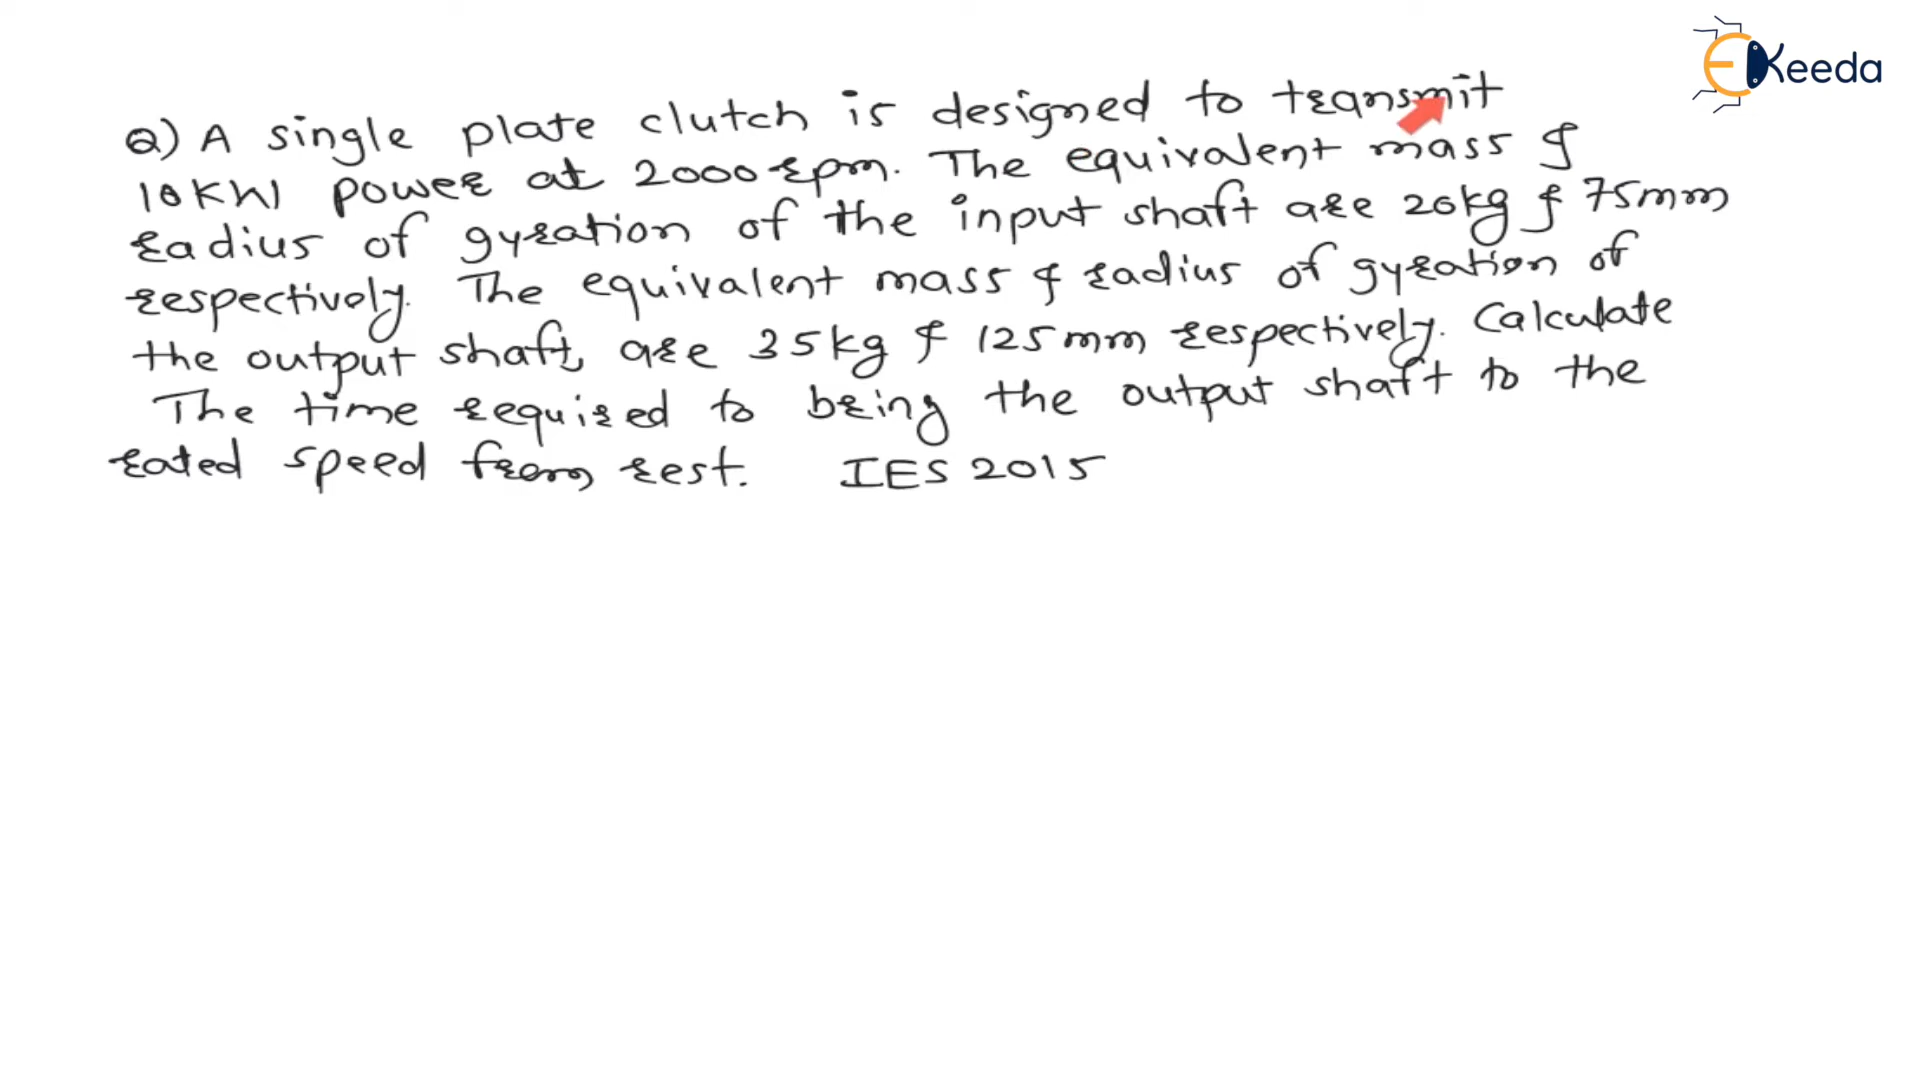 EKeeda
Q) A single plate clutch is designed to transmit
10KW power at 2000 rpm. The equivalent mass &
radius of gyration of the input shaft are 20kg & 75mm
respectively. The equivalent mass & radius of gyration of
the output shaft, are 35kg & 125mm respectively. Calculate
The time required to bring the output shaft to the
rated speed from rest. IES 2015